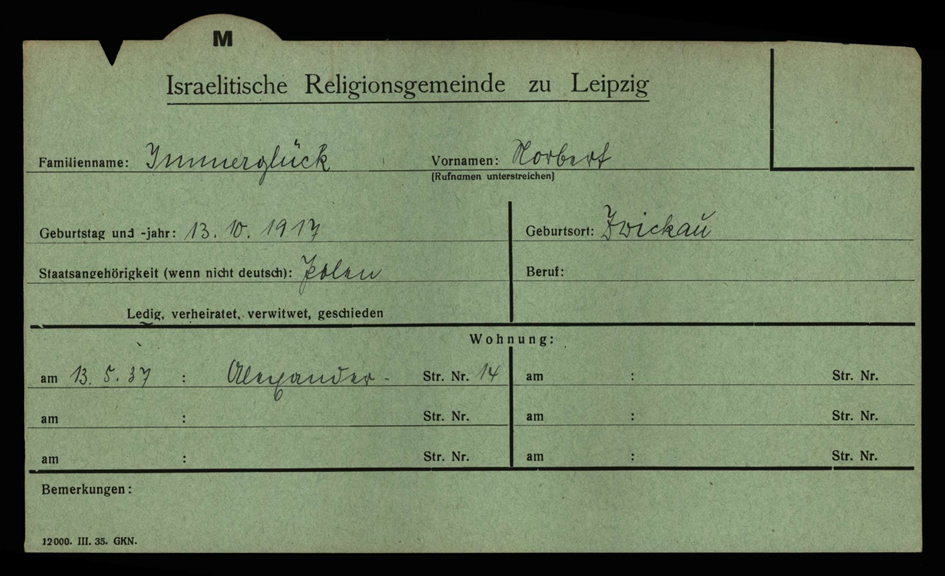 M
Israelitische Religionsgemeinde zu Leipzig
Familienname: Immerglück Vornamen: Norbert
(Rufnamen unterstreichen)
Geburtstag und -jahr: 13. 10. 1917 Geburtsort: Zwickau
Staatsangehörigkeit (wenn nicht deutsch): Polen Beruf:
Ledig, verheiratet, verwitwet, geschieden
Wohnung:
am 13. 5. 37 : Alexander- Str. Nr. 14 am : Str. Nr.
am : Str. Nr. am : Str. Nr.
am : Str. Nr. am : Str. Nr.
Bemerkungen:
12000. III. 35. GKN.